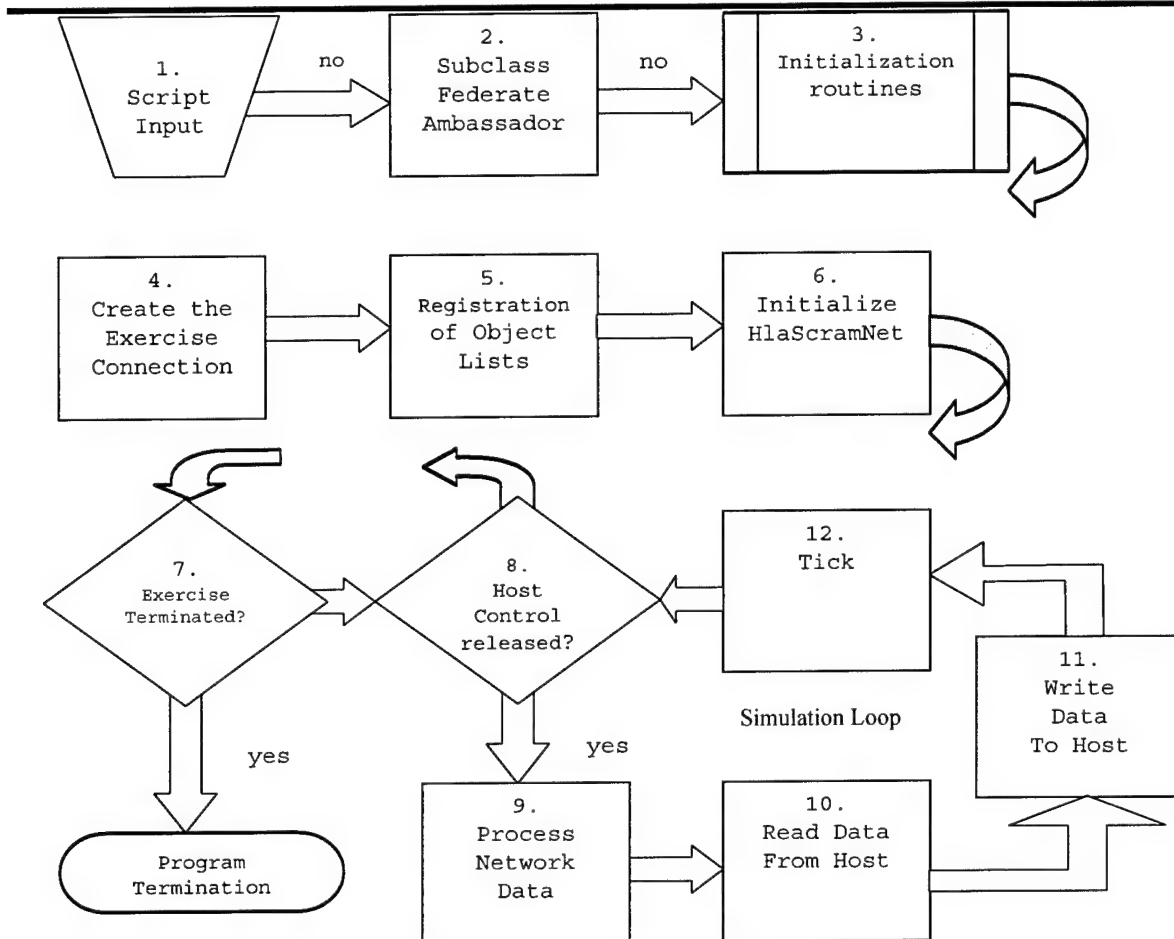 1.
Script
Input
no
2.
Subclass
Federate
Ambassador
no
3.
Initialization
routines
4.
Create the
Exercise
Connection
5.
Registration
of Object
Lists
6.
Initialize
HlaScramNet
7.
Exercise
Terminated?
8.
Host
Control
released?
12.
Tick
11.
Write
Data
To Host
Simulation Loop
yes
yes
9.
Process
Network
Data
10.
Read Data
From Host
Program
Termination